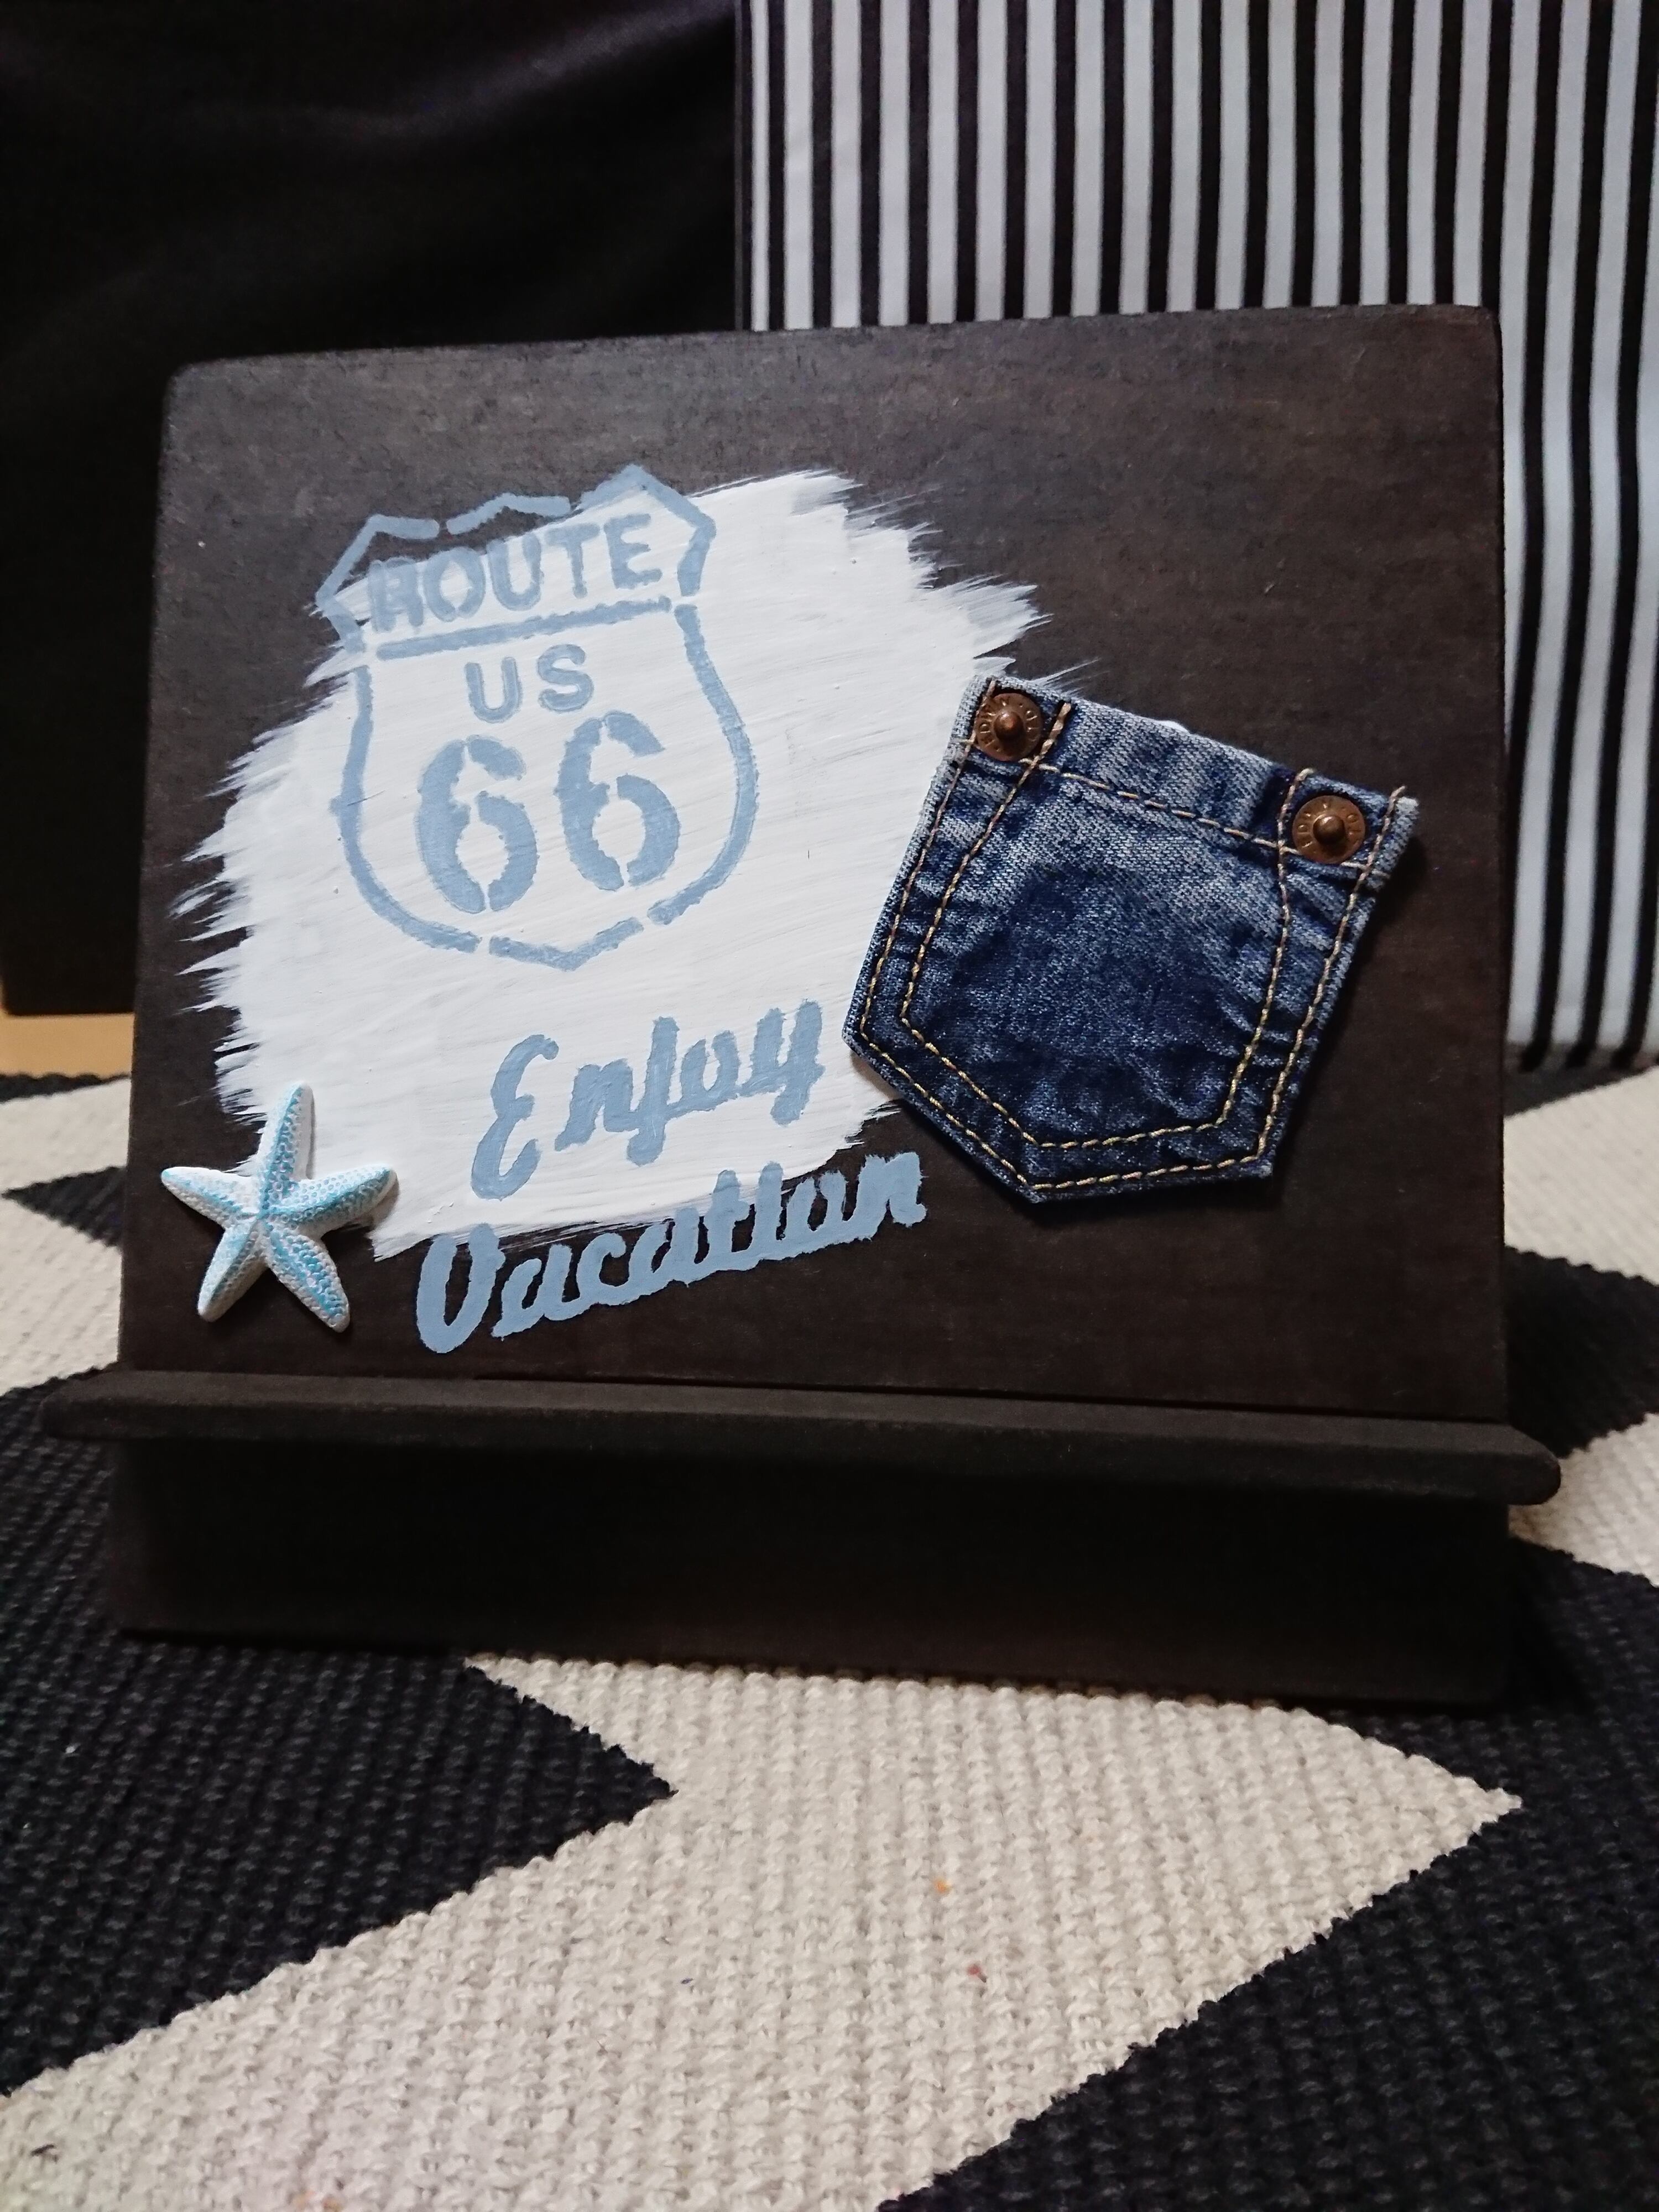 ROUTE
US
66
Enjoy
Vacation